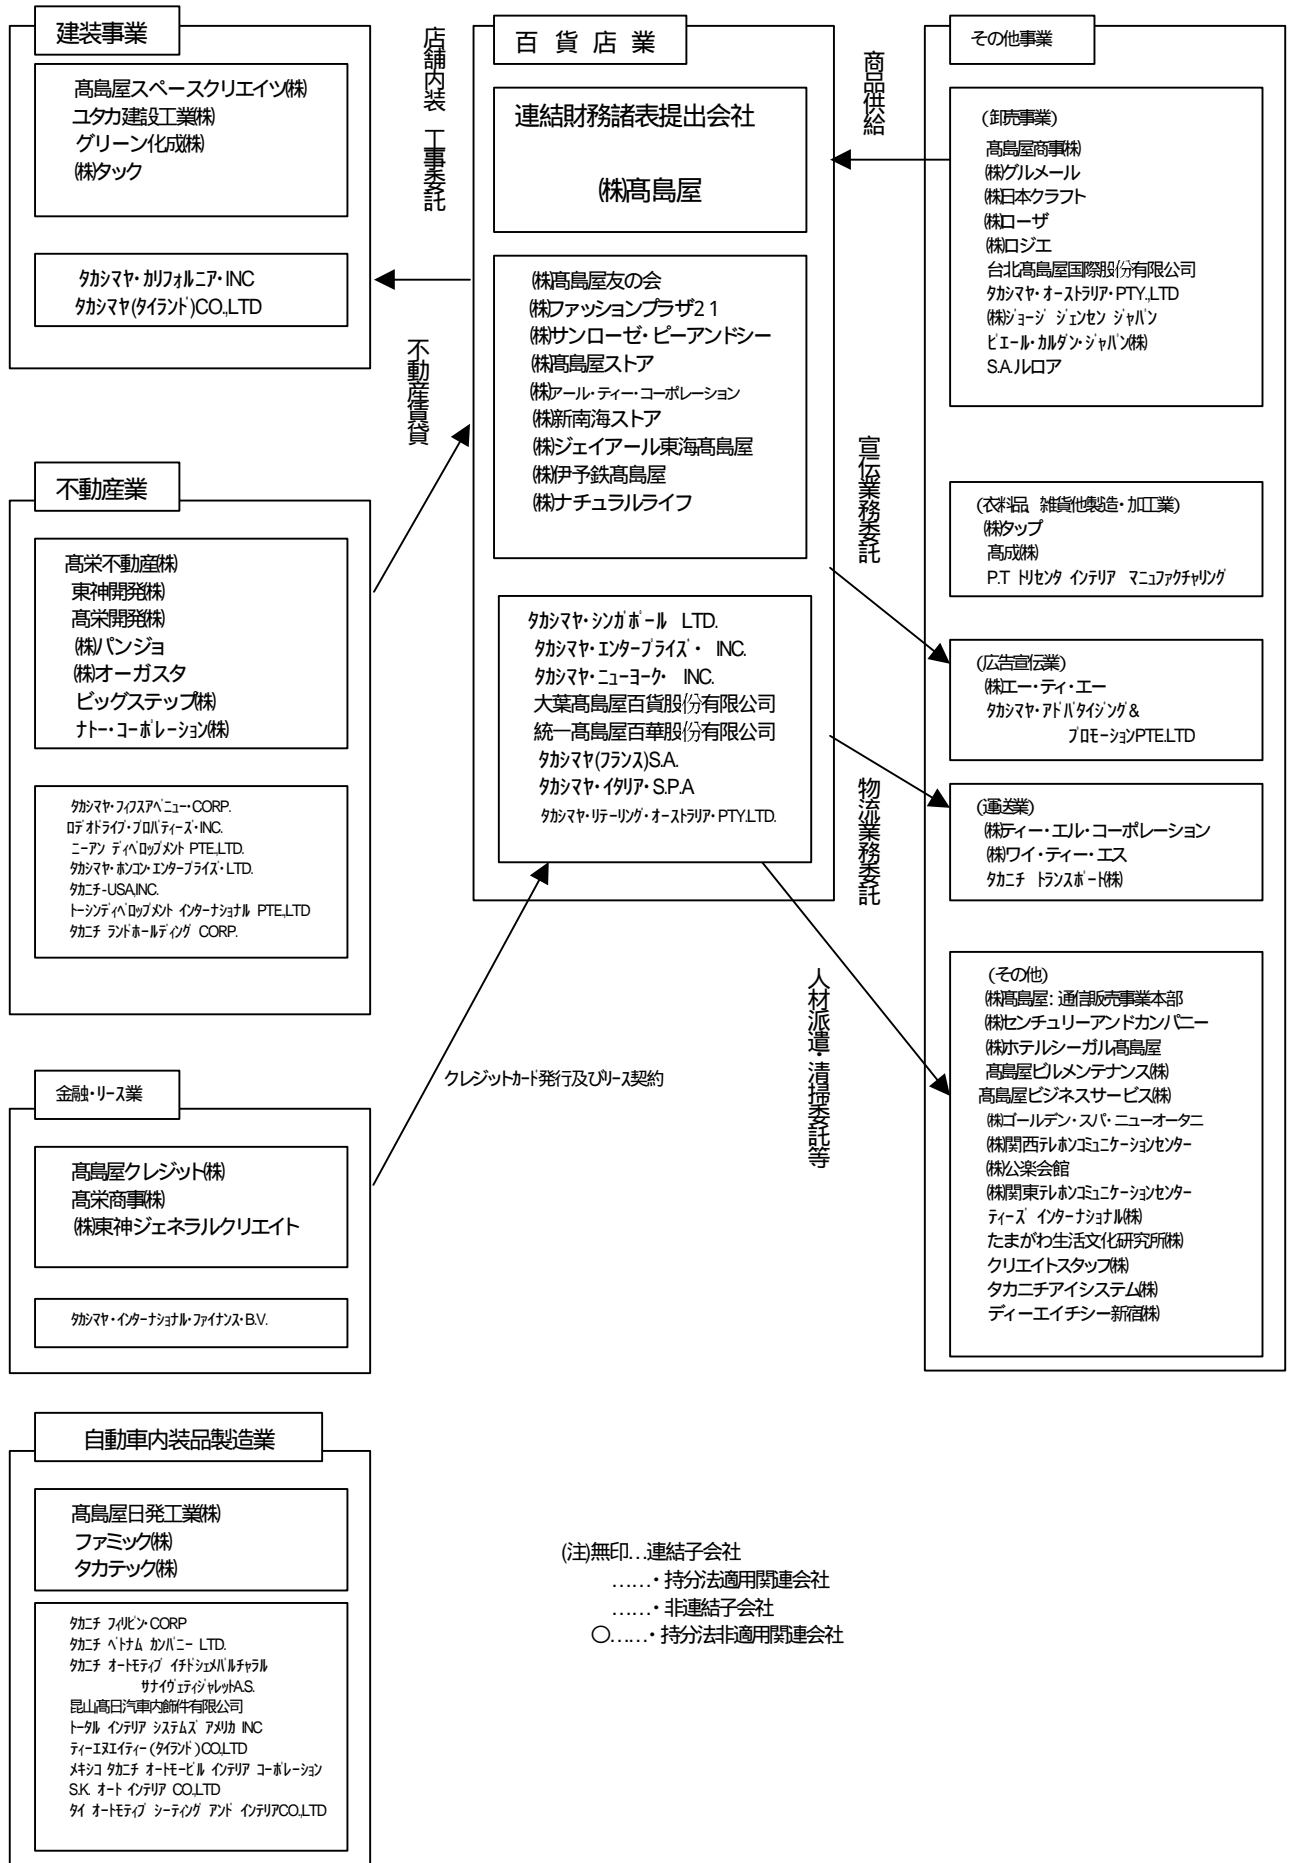 建装事業
髙島屋スペースクリエイツ㈱
ユタカ建設工業㈱
グリーン化成㈱
㈱タック
タカシマヤ・カリフォルニア・INC
タカシマヤ(タイランド)CO.,LTD
店舗内装 工事委託
不動産賃貸
不動産業
髙栄不動産㈱
東神開発㈱
髙栄開発㈱
㈱パンジョ
㈱オーガスタ
ビッグステップ㈱
ナトー・コーポレーション㈱
タカシマヤ・フィフスアベニュー・CORP.
ロデオドライブ・プロパティーズ・INC.
ニーアン ディベロップメント PTE,LTD.
タカシマヤ・ホンコン・エンタープライズ・LTD.
タカニチ-USA,INC.
トーシンディベロップメント インターナショナル PTE,LTD
タカニチ ランドホールディング CORP.
金融・リース業
髙島屋クレジット㈱
髙栄商事㈱
㈱東神ジェネラルクリエイト
タカシマヤ・インターナショナル・ファイナンス・B.V.
クレジットカード発行及びリース契約
自動車内装品製造業
髙島屋日発工業㈱
ファミック㈱
タカテック㈱
タカニチ フィリピン・CORP
タカニチ ベトナム カンパニー LTD.
タカニチ オートモティブ イチドシェメバルチャラル
サナイヴェティジャレットA.S.
昆山髙日汽車内飾件有限公司
トータル インテリア システムズ アメリカ INC
ティーエヌエイティー(タイランド)CO.,LTD
メキシコ タカニチ オートモービル インテリア コーポレーション
S.K. オート インテリア CO.,LTD
タイ オートモティブ シーティング アンド インテリアCO.,LTD
百 貨 店 業
連結財務諸表提出会社
㈱髙島屋
㈱髙島屋友の会
㈱ファッションプラザ21
㈱サンローゼ・ピーアンドシー
㈱髙島屋ストア
㈱アール・ティー・コーポレーション
㈱新南海ストア
㈱ジェイアール東海髙島屋
㈱伊予鉄髙島屋
㈱ナチュラルライフ
タカシマヤ・シンガポール LTD.
タカシマヤ・エンタープライズ・ INC.
タカシマヤ・ニューヨーク・ INC.
大葉髙島屋百貨股份有限公司
統一髙島屋百華股份有限公司
タカシマヤ(フランス)S.A.
タカシマヤ・イタリア・S.P.A
タカシマヤ・リテーリング・オーストラリア・PTY.LTD.
商品供給
宣伝業務委託
物流業務委託
人材派遣・清掃委託等
その他事業
(卸売事業)
髙島屋商事㈱
㈱グルメール
㈱日本クラフト
㈱ローザ
㈱ロジエ
台北髙島屋国際股份有限公司
タカシマヤ・オーストラリア・PTY.,LTD
㈱ジョージ ジェンセン ジャパン
ピエール・カルダン・ジャパン㈱
S.A.ルロア
(衣料品、雑貨他製造・加工業)
㈱タップ
髙成㈱
P.T トリセンタ インテリア マニュファクチャリング
(広告宣伝業)
㈱エー・ティ・エー
タカシマヤ・アドバタイジング&
プロモーションPTE.LTD
(運送業)
㈱ティー・エル・コーポレーション
㈱ワイ・ティー・エス
タカニチ トランスポート㈱
(その他)
㈱髙島屋:通信販売事業本部
㈱センチュリーアンドカンパニー
㈱ホテルシーガル髙島屋
髙島屋ビルメンテナンス㈱
髙島屋ビジネスサービス㈱
㈱ゴールデン・スパ・ニューオータニ
㈱関西テレホンコミュニケーションセンター
㈱公楽会館
㈱関東テレホンコミュニケーションセンター
ティーズ インターナショナル㈱
たまがわ生活文化研究所㈱
クリエイトスタッフ㈱
タカニチアイシステム㈱
ディーエイチシー新宿㈱
(注)無印…連結子会社
……・持分法適用関連会社
……・非連結子会社
○……・持分法非適用関連会社